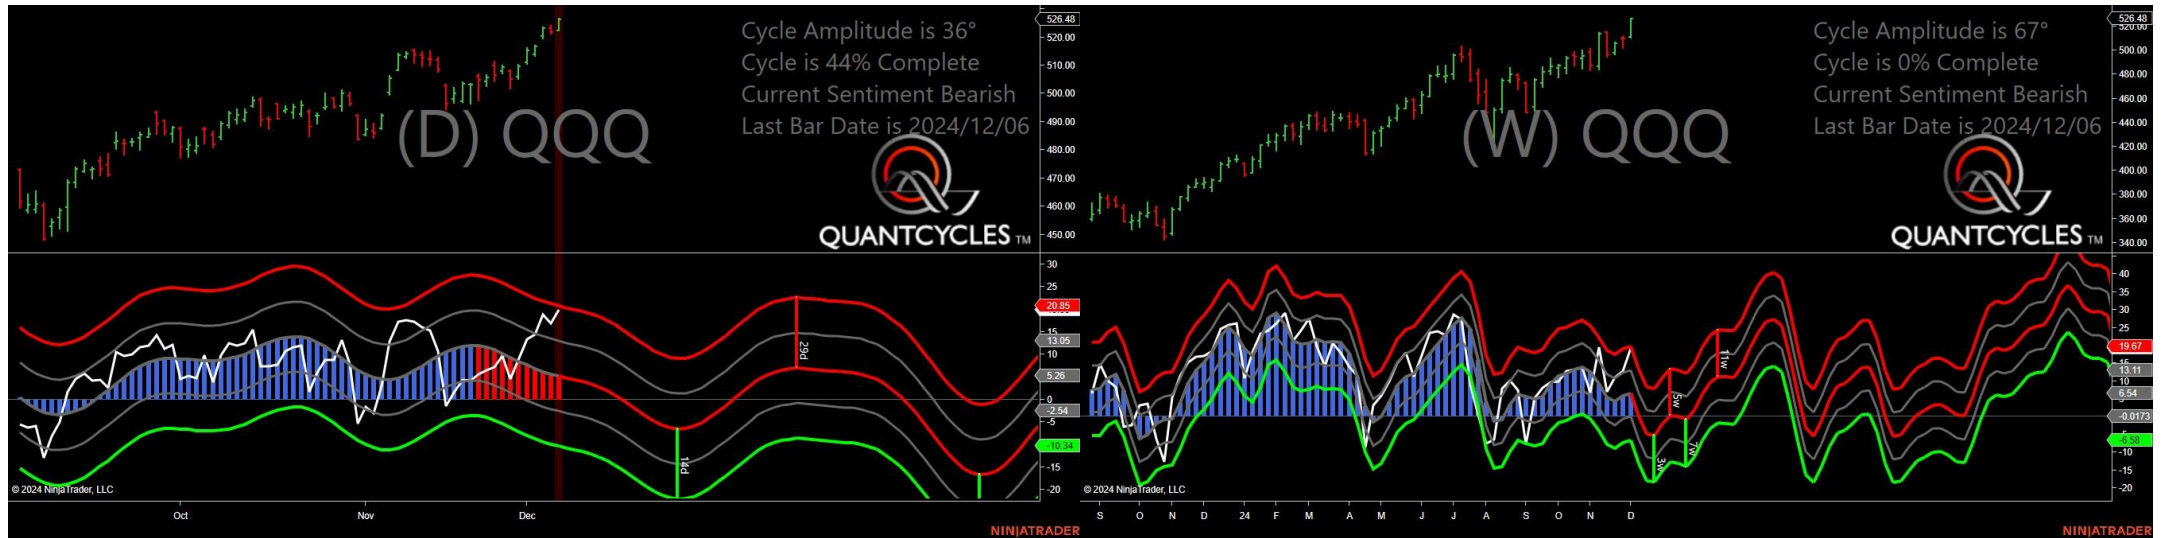 526.48
520.00
510.00
500.00
490.00
480.00
470.00
460.00
450.00
Cycle Amplitude is 36°
Cycle is 44% Complete
Current Sentiment Bearish
Last Bar Date is 2024/12/06
(D) QQQ
QUANTCYCLES TM
30
25
20.85
15
13.05
10
5.26
0
-2.54
-5
-10.34
-15
-20
29d
14d
© 2024 NinjaTrader, LLC
Oct Nov Dec
NINJATRADER
526.48
520.00
500.00
480.00
460.00
440.00
420.00
400.00
380.00
360.00
340.00
Cycle Amplitude is 67°
Cycle is 0% Complete
Current Sentiment Bearish
Last Bar Date is 2024/12/06
(W) QQQ
QUANTCYCLES TM
40
35
30
25
19.67
15
13.11
10
6.54
-0.0173
-6.58
-10
-15
-20
11w
5w
3w
7w
© 2024 NinjaTrader, LLC
S O N D 24 F M A M J J A S O N D
NINJATRADER